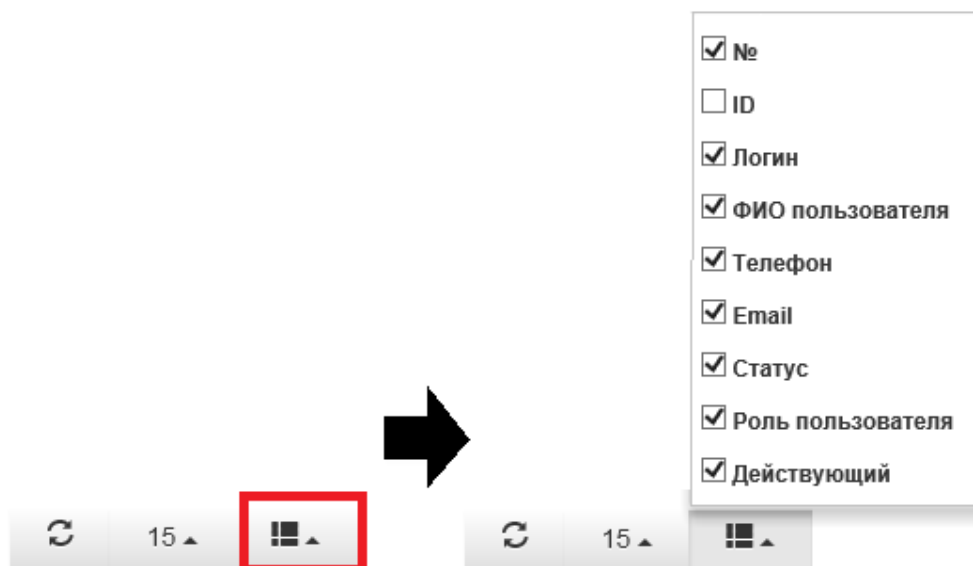 №
ID
Логин
ФИО пользователя
Телефон
Email
Статус
Роль пользователя
Действующий
15
15